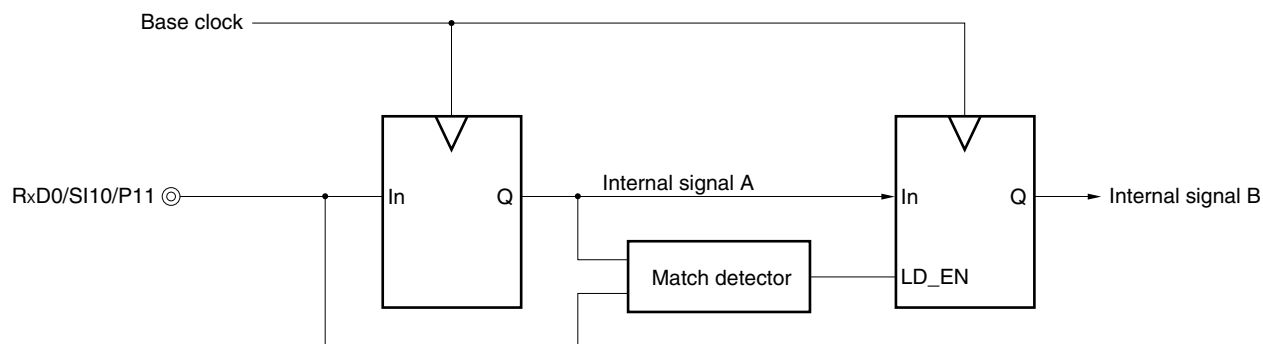 Base clock
RxD0/SI10/P11
In
Q
Internal signal A
In
Q
Internal signal B
Match detector
LD_EN